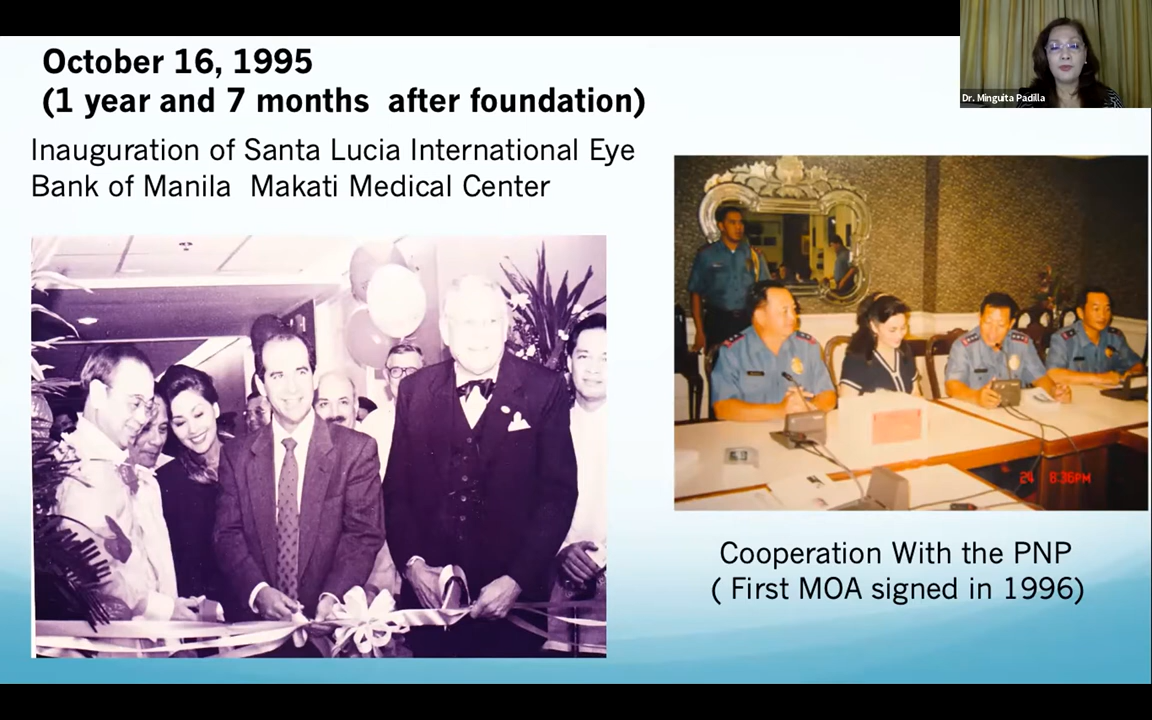 October 16, 1995
(1 year and 7 months after foundation)
Inauguration of Santa Lucia International Eye
Bank of Manila Makati Medical Center
Dr. Minguita Padilla
24 8:36PM
Cooperation With the PNP
( First MOA signed in 1996)